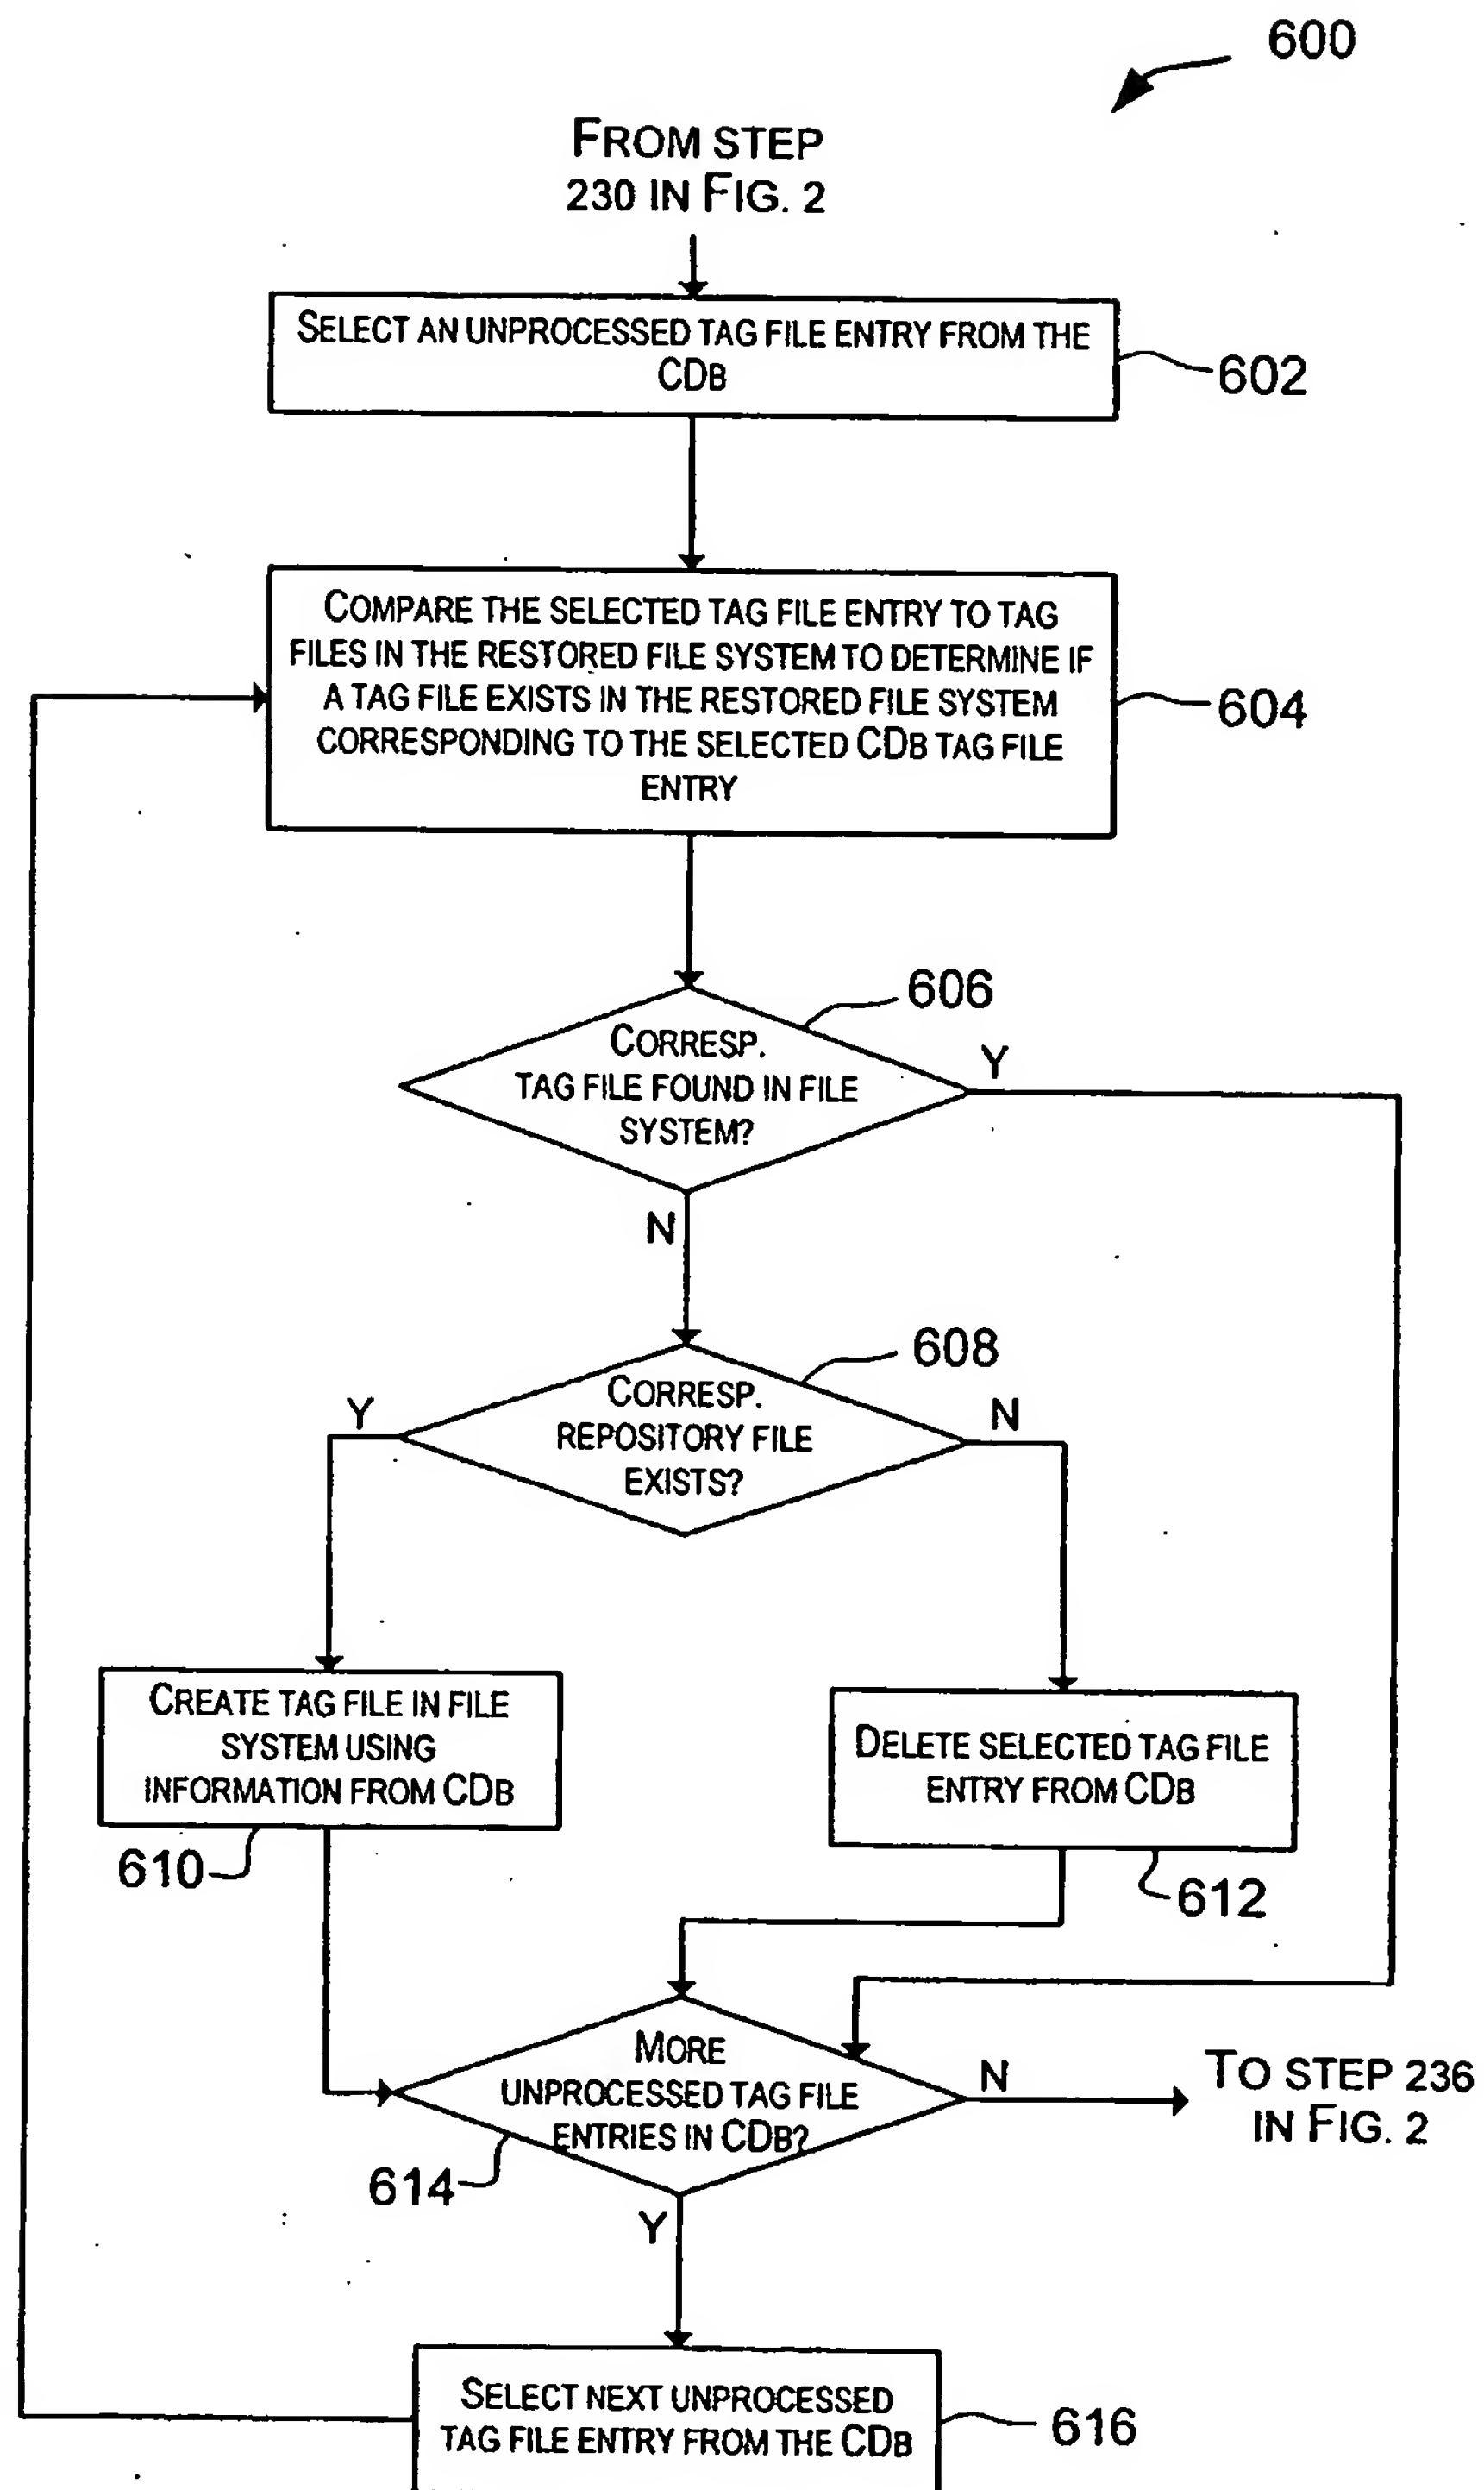 600
FROM STEP
230 IN FIG. 2
SELECT AN UNPROCESSED TAG FILE ENTRY FROM THE
CDB
602
COMPARE THE SELECTED TAG FILE ENTRY TO TAG
FILES IN THE RESTORED FILE SYSTEM TO DETERMINE IF
A TAG FILE EXISTS IN THE RESTORED FILE SYSTEM
CORRESPONDING TO THE SELECTED CDB TAG FILE
ENTRY
604
606
CORRESP.
TAG FILE FOUND IN FILE
SYSTEM?
Y
N
608
CORRESP.
REPOSITORY FILE
EXISTS?
Y
N
CREATE TAG FILE IN FILE
SYSTEM USING
INFORMATION FROM CDB
610
DELETE SELECTED TAG FILE
ENTRY FROM CDB
612
MORE
UNPROCESSED TAG FILE
ENTRIES IN CDB?
614
N
TO STEP 236
IN FIG. 2
Y
SELECT NEXT UNPROCESSED
TAG FILE ENTRY FROM THE CDB
616